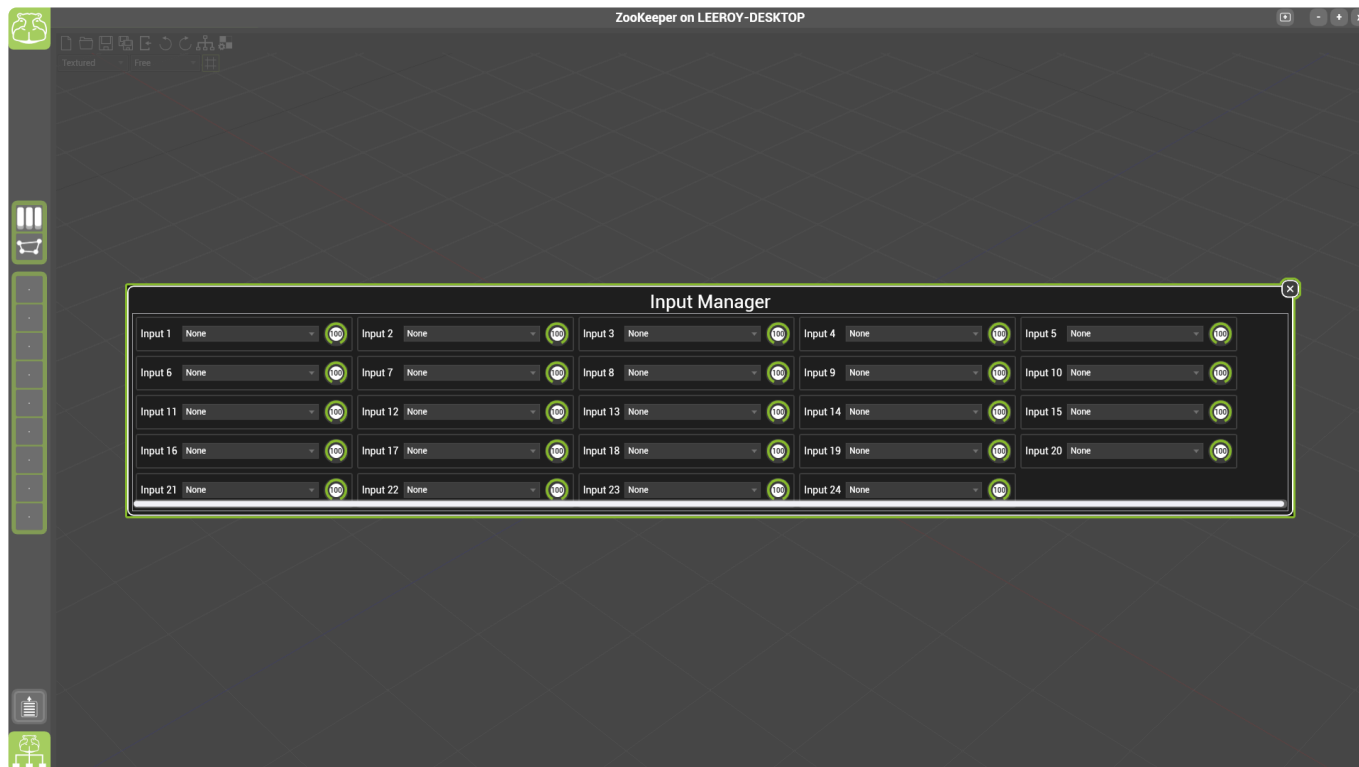 ZooKeeper on LEEROY-DESKTOP
Textured Free
Input Manager
Input 1 None 100 Input 2 None 100 Input 3 None 100 Input 4 None 100 Input 5 None 100
Input 6 None 100 Input 7 None 100 Input 8 None 100 Input 9 None 100 Input 10 None 100
Input 11 None 100 Input 12 None 100 Input 13 None 100 Input 14 None 100 Input 15 None 100
Input 16 None 100 Input 17 None 100 Input 18 None 100 Input 19 None 100 Input 20 None 100
Input 21 None 100 Input 22 None 100 Input 23 None 100 Input 24 None 100